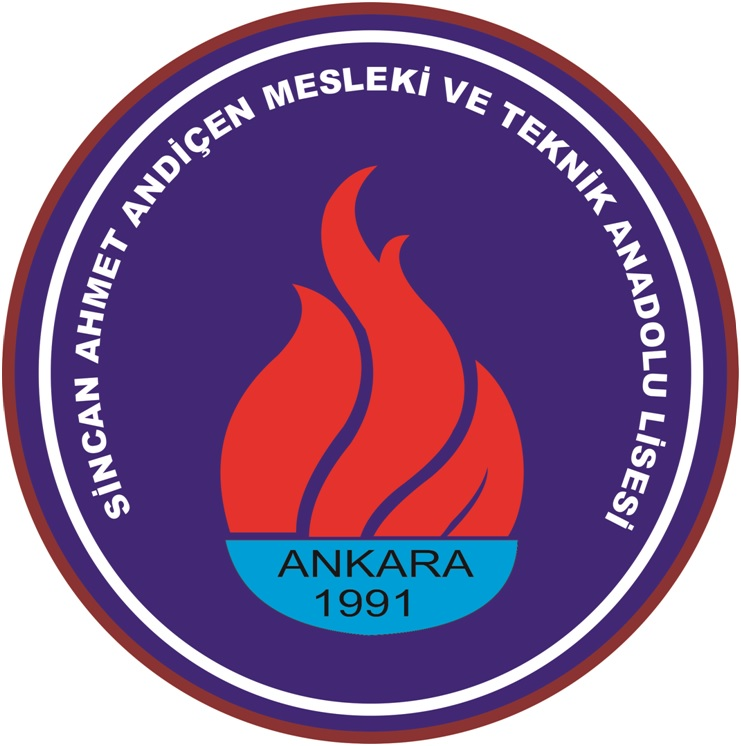 SİNCAN AHMET ANDİÇEN MESLEKİ VE TEKNİK ANADOLU LİSESİ
ANKARA
1991